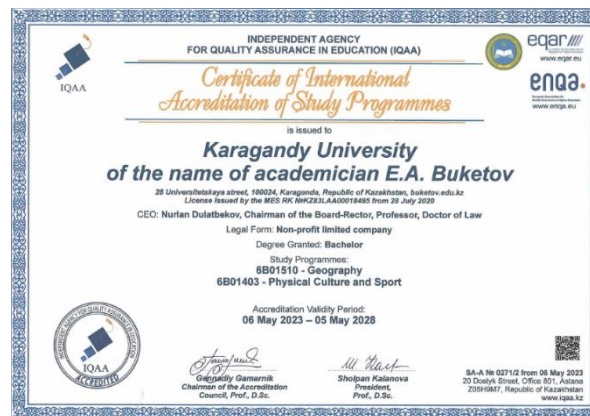 IQAA
INDEPENDENT AGENCY
FOR QUALITY ASSURANCE IN EDUCATION (IQAA)
eqar////
www.eqar.eu
enqa.
www.enqa.eu
Certificate of International
Accreditation of Study Programmes
is issued to
Karagandy University
of the name of academician E.A. Buketov
28 Universitetskaya street, 100024, Karaganda, Republic of Kazakhstan, buketov.edu.kz
License issued by the MES RK №KZ83LAA00018495 from 28 July 2020
CEO: Nurlan Dulatbekov, Chairman of the Board-Rector, Professor, Doctor of Law
Legal Form: Non-profit limited company
Degree Granted: Bachelor
Study Programmes:
6B01510 - Geography
6B01403 - Physical Culture and Sport
Accreditation Validity Period:
06 May 2023 – 05 May 2028
INDEPENDENT AGENCY FOR QUALITY ASSURANCE IN EDUCATION
IQAA
ACCREDITED
Gennadiy Gamarnik
Chairman of the Accreditation
Council, Prof., D.Sc.
Sholpan Kalanova
President,
Prof., D.Sc.
SA-A № 0271/2 from 06 May 2023
20 Dostyk Street, Office 801, Astana
Z05H9M7, Republic of Kazakhstan
www.iqaa.kz